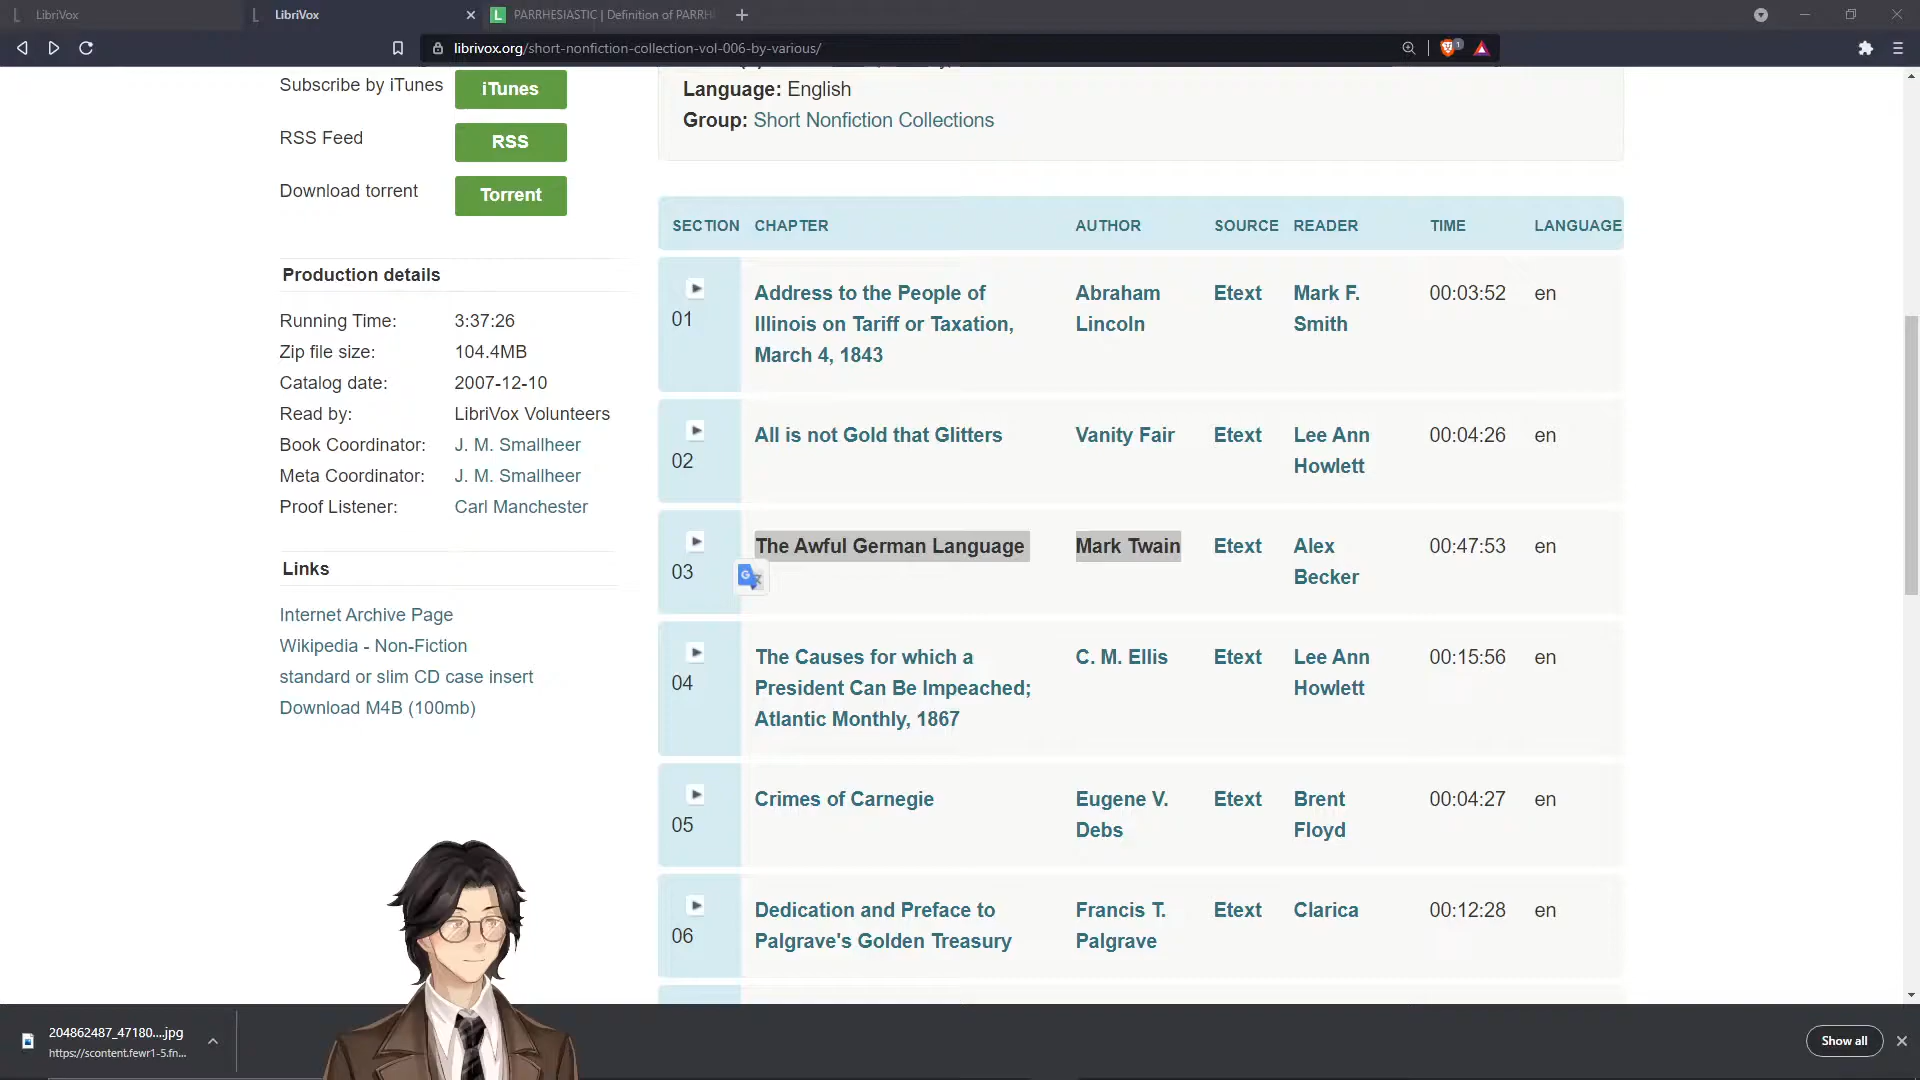 LibriVox
LibriVox
PARRHESIASTIC | Definition of PARRH
librivox.org/short-nonfiction-collection-vol-006-by-various/
1
Subscribe by iTunes
iTunes
RSS Feed
RSS
Download torrent
Torrent
Production details
Running Time: 3:37:26
Zip file size: 104.4MB
Catalog date: 2007-12-10
Read by: LibriVox Volunteers
Book Coordinator: J. M. Smallheer
Meta Coordinator: J. M. Smallheer
Proof Listener: Carl Manchester
Links
Internet Archive Page
Wikipedia - Non-Fiction
standard or slim CD case insert
Download M4B (100mb)
Language: English
Group: Short Nonfiction Collections
SECTION CHAPTER AUTHOR SOURCE READER TIME LANGUAGE
01
Address to the People of
Illinois on Tariff or Taxation,
March 4, 1843
Abraham
Lincoln
Etext
Mark F.
Smith
00:03:52
en
02
All is not Gold that Glitters
Vanity Fair
Etext
Lee Ann
Howlett
00:04:26
en
03
The Awful German Language
Mark Twain
Etext
Alex
Becker
00:47:53
en
04
The Causes for which a
President Can Be Impeached;
Atlantic Monthly, 1867
C. M. Ellis
Etext
Lee Ann
Howlett
00:15:56
en
05
Crimes of Carnegie
Eugene V.
Debs
Etext
Brent
Floyd
00:04:27
en
06
Dedication and Preface to
Palgrave's Golden Treasury
Francis T.
Palgrave
Etext
Clarica
00:12:28
en
204862487_47180....jpg
https://scontent.fewr1-5.fn...
Show all